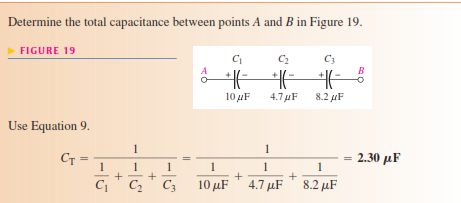 Determine the total capacitance between points A and B in Figure 19.
► FIGURE 19
C₁ C₂ C₃
A + - + - + - B
10 μF 4.7 μF 8.2 μF
Use Equation 9.
C_T = 1 / (1/C₁ + 1/C₂ + 1/C₃) = 1 / (1/10 μF + 1/4.7 μF + 1/8.2 μF) = 2.30 μF